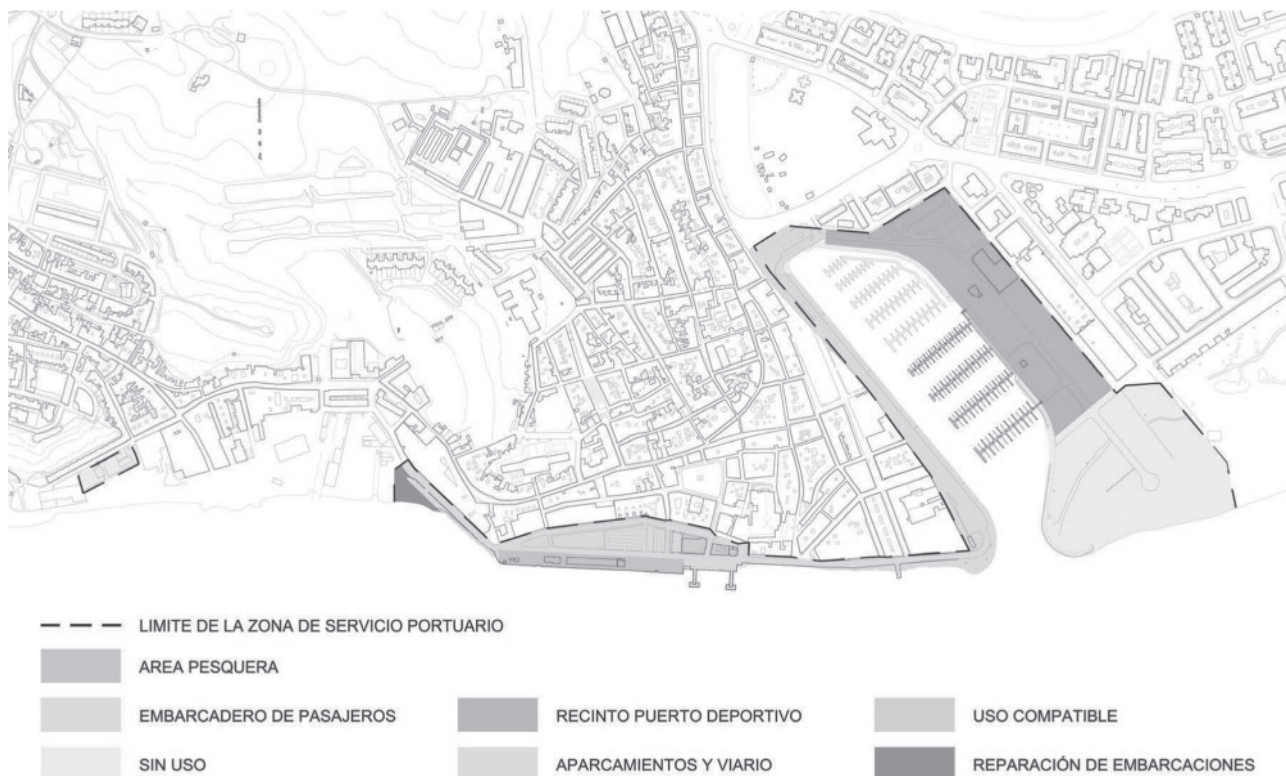 LIMITE DE LA ZONA DE SERVICIO PORTUARIO
AREA PESQUERA
EMBARCADERO DE PASAJEROS
RECINTO PUERTO DEPORTIVO
USO COMPATIBLE
SIN USO
APARCAMIENTOS Y VIARIO
REPARACIÓN DE EMBARCACIONES